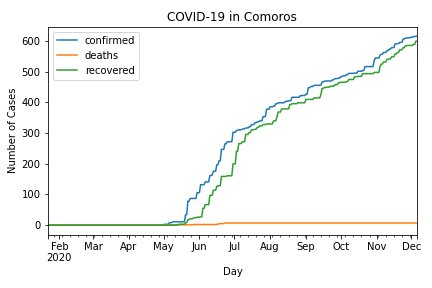 COVID-19 in Comoros
confirmed
deaths
recovered
Number of Cases
600
500
400
300
200
100
0
Feb Mar Apr May Jun Jul Aug Sep Oct Nov Dec
2020
Day